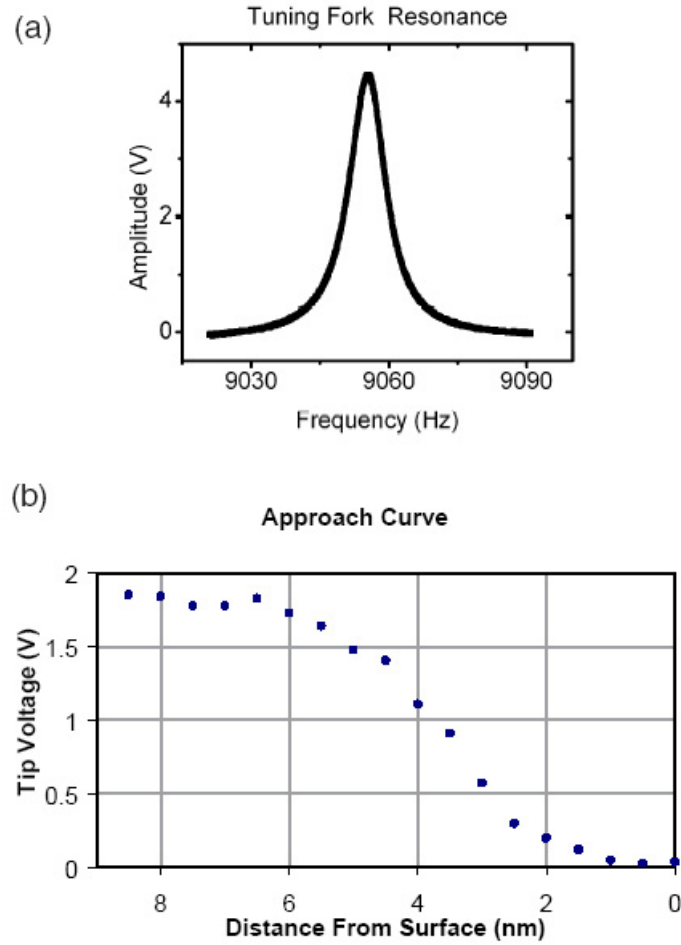 (a)
Tuning Fork Resonance
Amplitude (V)
4
2
0
9030 9060 9090
Frequency (Hz)
(b)
Approach Curve
Tip Voltage (V)
2
1.5
1
0.5
0
8 6 4 2 0
Distance From Surface (nm)